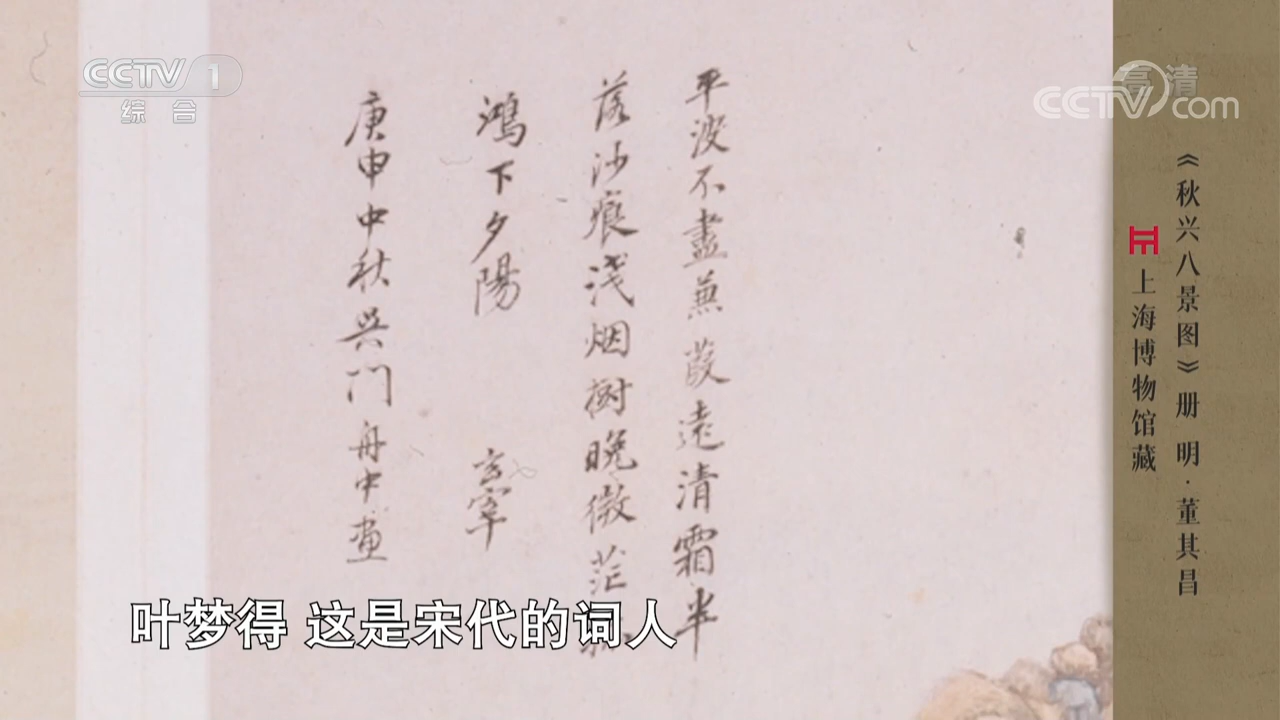 CCTV 1
综合
高清
CCTV.com
《秋兴八景图》册 明·董其昌
上海博物馆藏
平波不盡蒹葭遠清霜半
落沙痕淺烟樹晚微茫
鴻下夕陽 玄宰
庚申中秋吳門舟中畫
叶梦得 这是宋代的词人